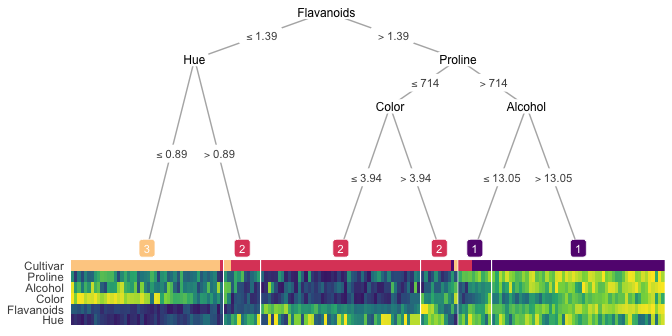 Flavanoids
≤ 1.39 > 1.39
Hue Proline
≤ 714 > 714
Color Alcohol
≤ 0.89 > 0.89
≤ 3.94 > 3.94 ≤ 13.05 > 13.05
3 2 2 2 1 1
Cultivar
Proline
Alcohol
Color
Flavanoids
Hue